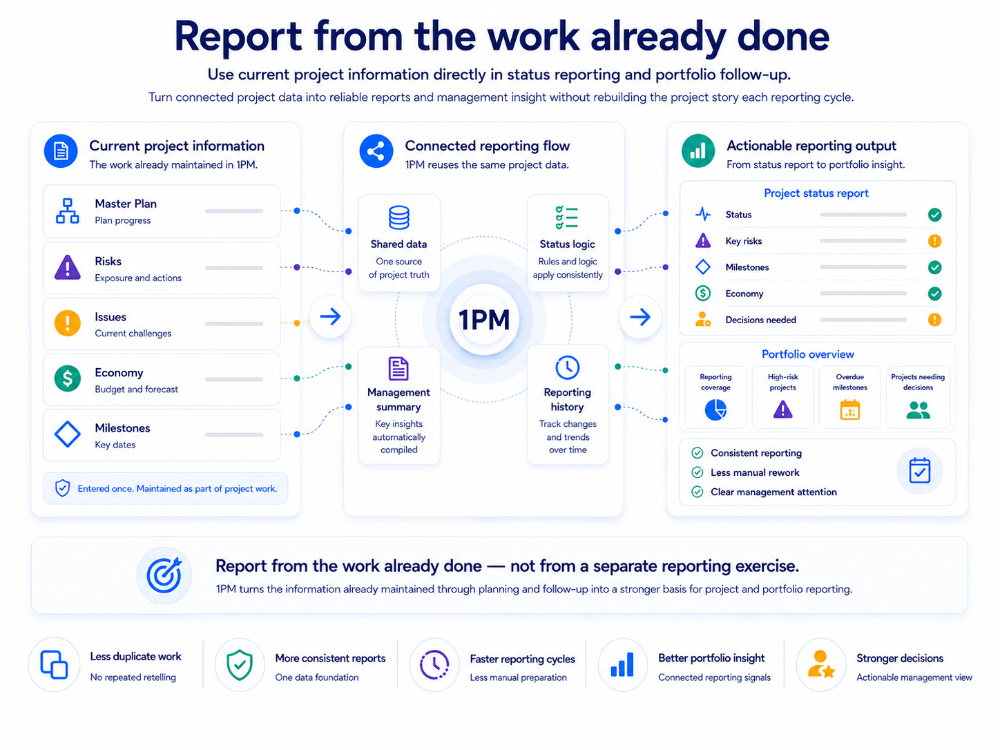 Report from the work already done
Use current project information directly in status reporting and portfolio follow-up.
Turn connected project data into reliable reports and management insight without rebuilding the project story each reporting cycle.
Current project information
The work already maintained in 1PM.
Master Plan
Plan progress
Risks
Exposure and actions
Issues
Current challenges
Economy
Budget and forecast
Milestones
Key dates
Entered once. Maintained as part of project work.
Connected reporting flow
1PM reuses the same project data.
Shared data
One source
of project truth
Status logic
Rules and logic
apply consistently
1PM
Management
summary
Key insights
automatically
compiled
Reporting
history
Track changes
and trends
over time
Actionable reporting output
From status report to portfolio insight.
Project status report
Status
Key risks
Milestones
Economy
Decisions needed
Portfolio overview
Reporting
coverage
High-risk
projects
Overdue
milestones
Projects needing
decisions
Consistent reporting
Less manual rework
Clear management attention
Report from the work already done — not from a separate reporting exercise.
1PM turns the information already maintained through planning and follow-up into a stronger basis for project and portfolio reporting.
Less duplicate work
No repeated retelling
More consistent reports
One data foundation
Faster reporting cycles
Less manual preparation
Better portfolio insight
Connected reporting signals
Stronger decisions
Actionable management view